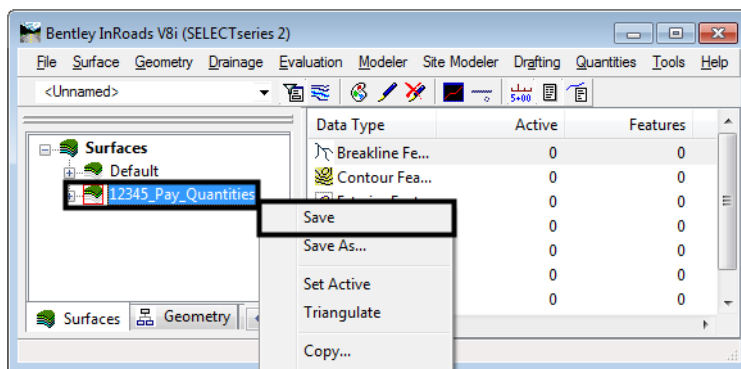 Bentley InRoads V8i (SELECTseries 2)
File Surface Geometry Drainage Evaluation Modeler Site Modeler Drafting Quantities Tools Help
<Unnamed>
5+00
Data Type Active Features
Surfaces
Breakline Fe... 0 0
Default
Contour Fea... 0 0
12345_Pay_Quantities
0 0
Save
0 0
Save As...
0 0
Set Active
0 0
Triangulate
0 0
Surfaces Geometry
Copy...